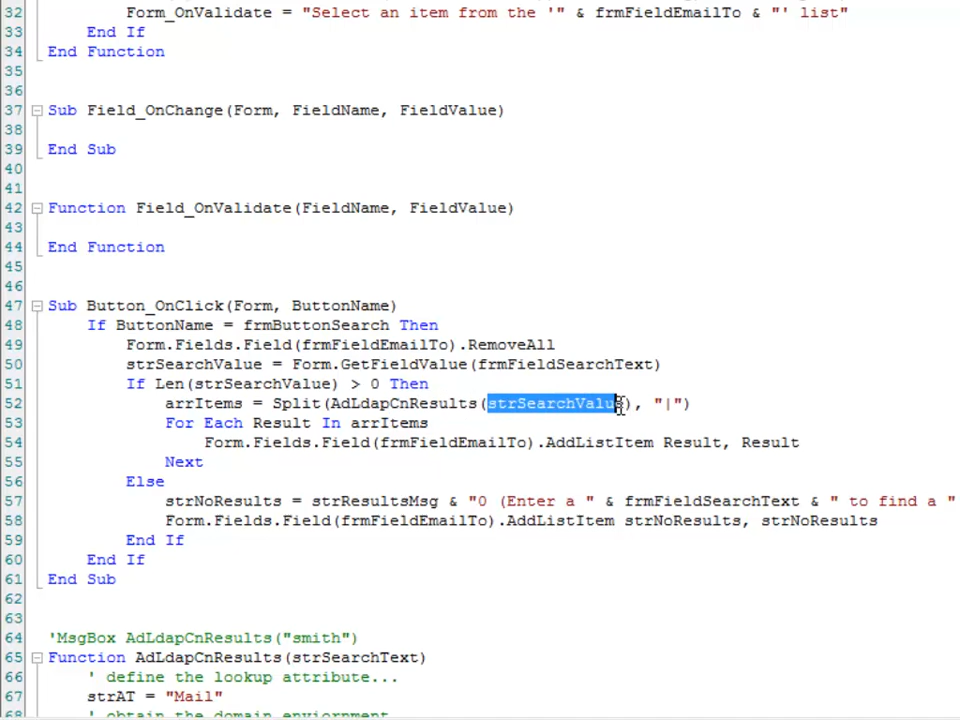 32 Form_OnValidate = "Select an item from the '" & frmFieldEmailTo & "' list"
33 End If
34 End Function
35
36
37 Sub Field_OnChange(Form, FieldName, FieldValue)
38
39 End Sub
40
41
42 Function Field_OnValidate(FieldName, FieldValue)
43
44 End Function
45
46
47 Sub Button_OnClick(Form, ButtonName)
48 If ButtonName = frmButtonSearch Then
49 Form.Fields.Field(frmFieldEmailTo).RemoveAll
50 strSearchValue = Form.GetFieldValue(frmFieldSearchText)
51 If Len(strSearchValue) > 0 Then
52 arrItems = Split(AdLdapCnResults(strSearchValue), "|")
53 For Each Result In arrItems
54 Form.Fields.Field(frmFieldEmailTo).AddListItem Result, Result
55 Next
56 Else
57 strNoResults = strResultsMsg & "0 (Enter a " & frmFieldSearchText & " to find a "
58 Form.Fields.Field(frmFieldEmailTo).AddListItem strNoResults, strNoResults
59 End If
60 End If
61 End Sub
62
63
64 'MsgBox AdLdapCnResults("smith")
65 Function AdLdapCnResults(strSearchText)
66 ' define the lookup attribute...
67 strAT = "Mail"
68 ' obtain the domain enviornment